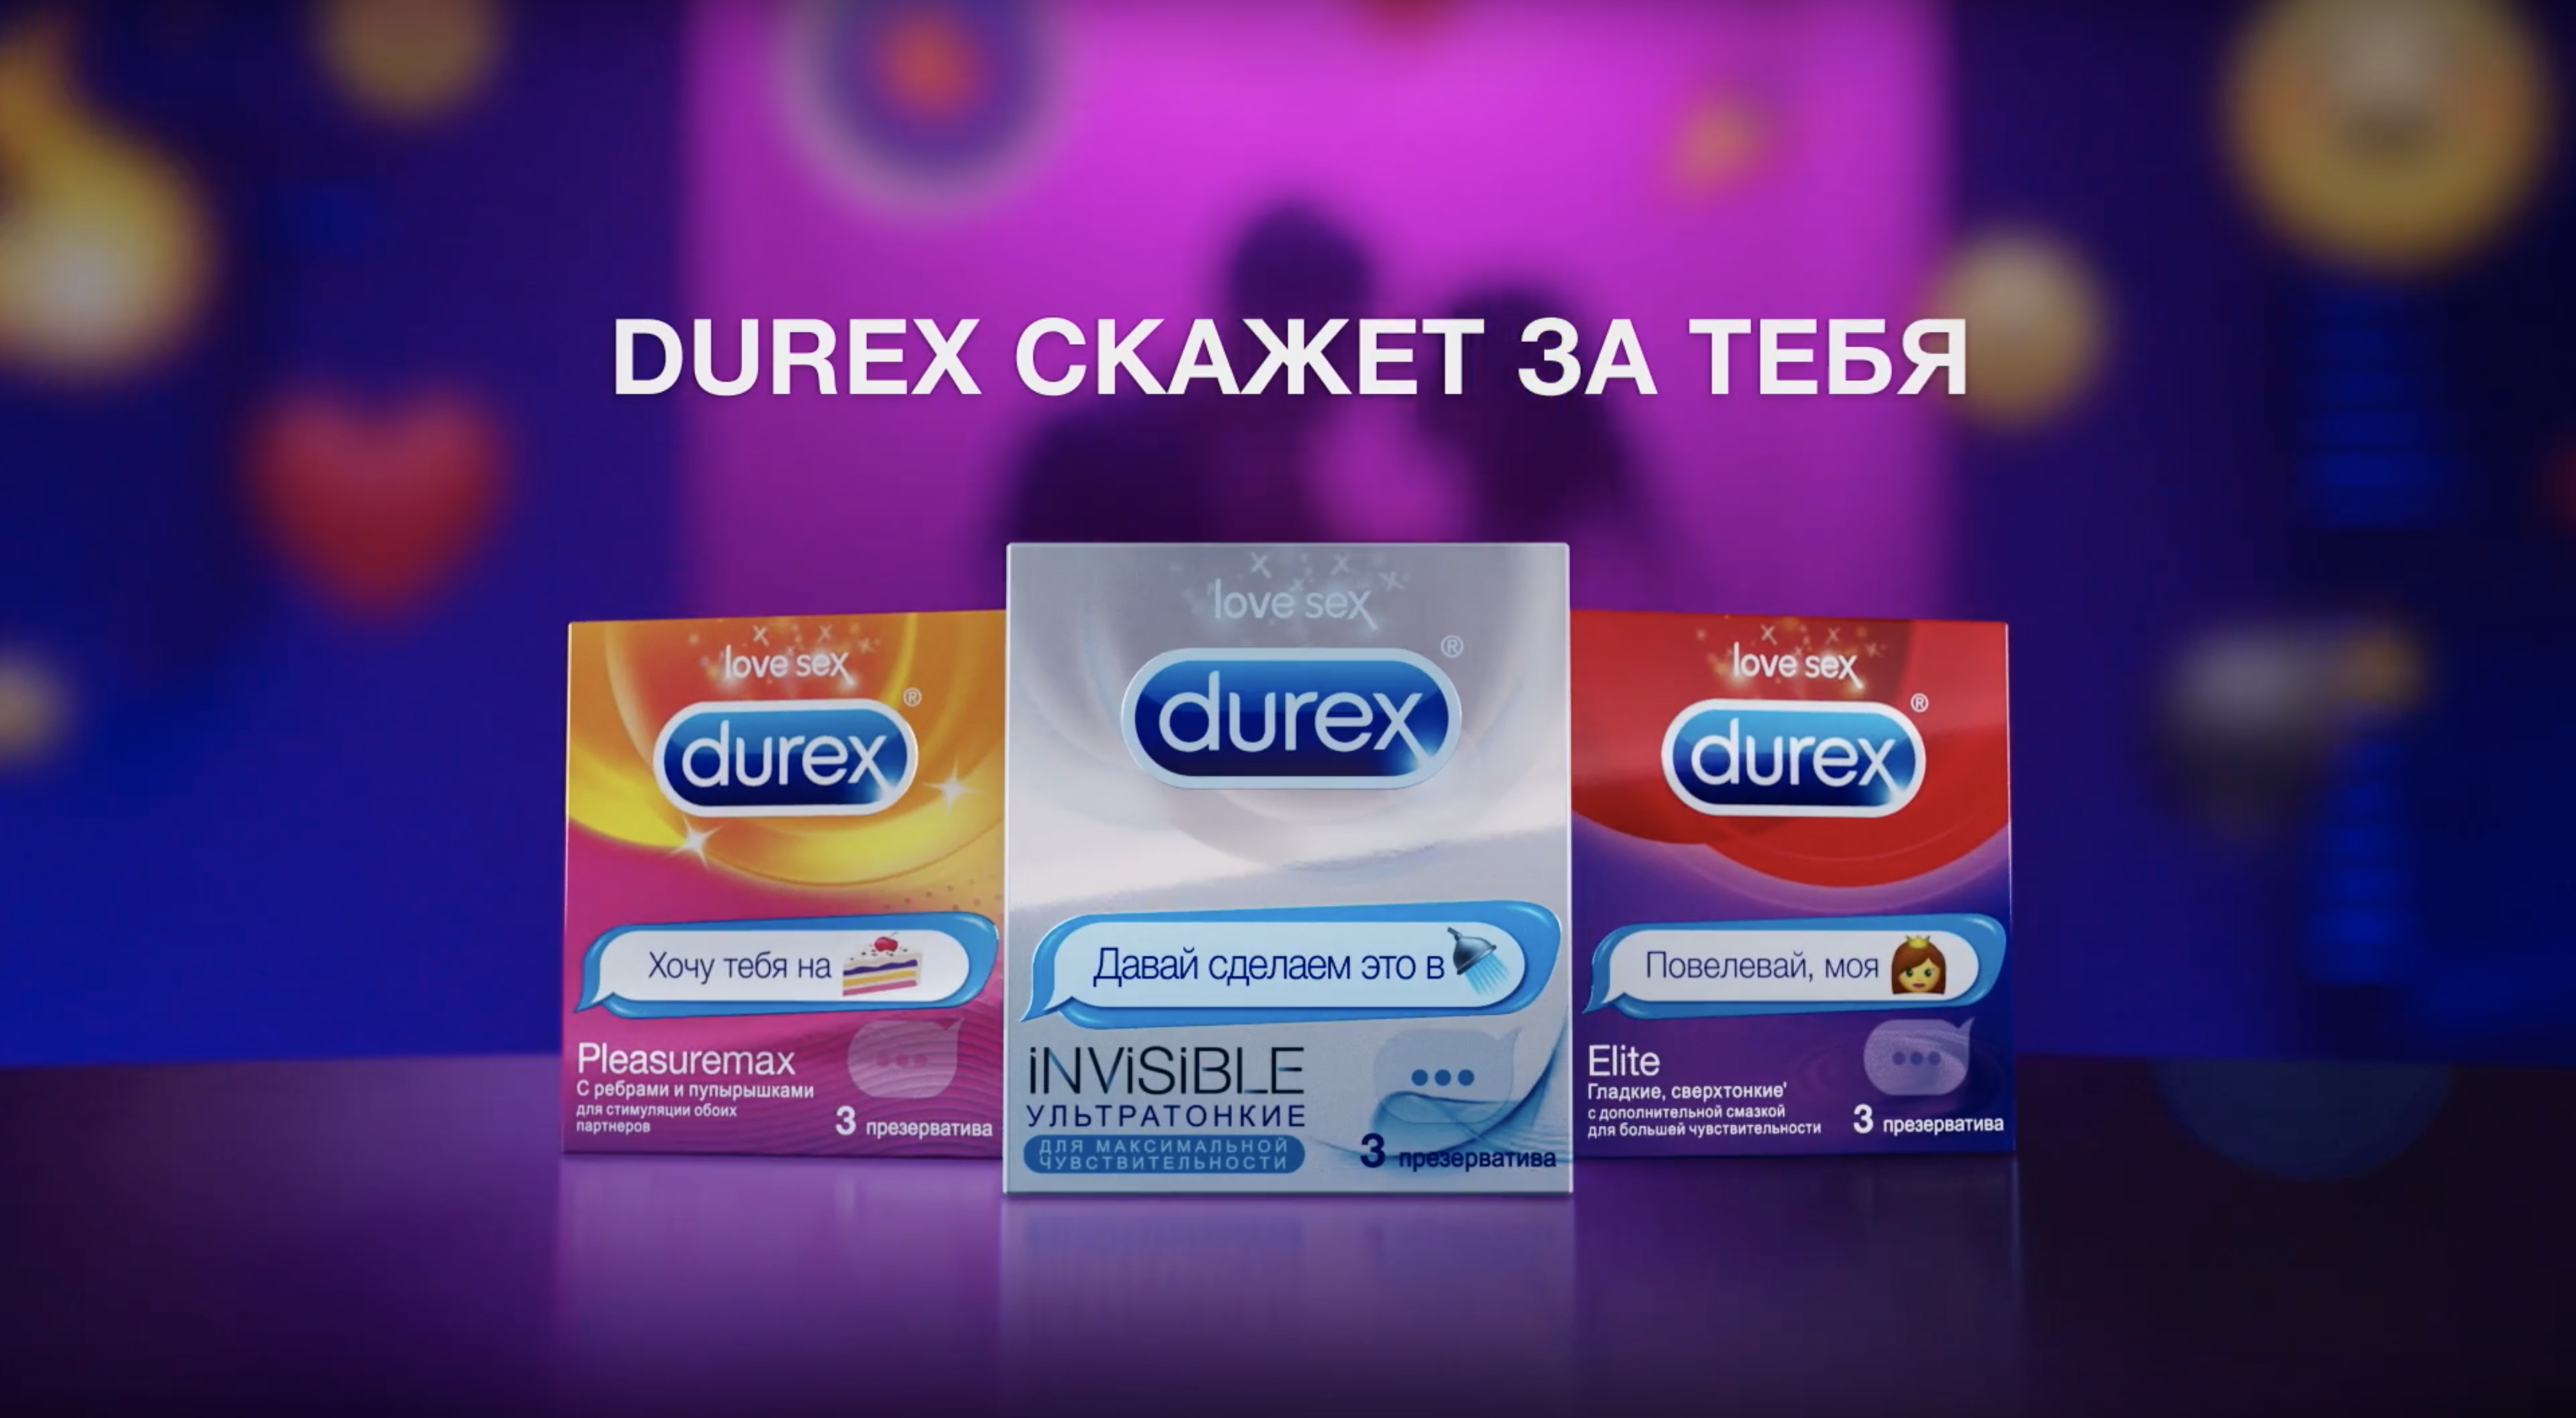 DUREX СКАЖЕТ ЗА ТЕБЯ
love sex
durex®
Хочу тебя на
Pleasuremax
С ребрами и пупырышками
для стимуляции обоих
партнеров
3 презерватива
love sex
durex®
Давай сделаем это в
iNViSiBLE
УЛЬТРАТОНКИЕ
ДЛЯ МАКСИМАЛЬНОЙ
ЧУВСТВИТЕЛЬНОСТИ
3 презерватива
love sex
durex®
Повелевай, моя
Elite
Гладкие, сверхтонкие'
с дополнительной смазкой
для большей чувствительности
3 презерватива